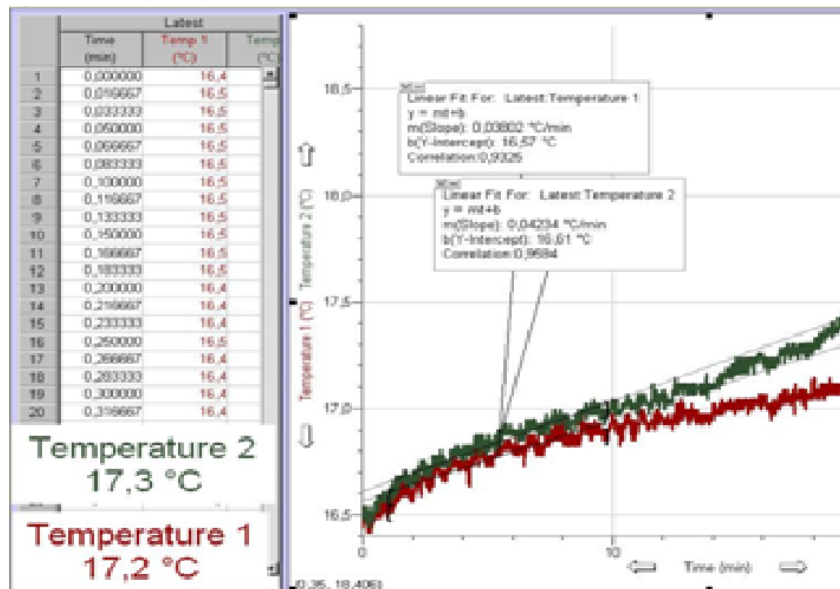 Latest
Time Temp 1 Temp
(min) (°C) (°C)
1 0,000000 16,4
2 0,016667 16,5
3 0,033333 16,5
4 0,050000 16,5
5 0,066667 16,5
6 0,083333 16,5
7 0,100000 16,5
8 0,116667 16,5
9 0,133333 16,5
10 0,150000 16,5
11 0,166667 16,5
12 0,183333 16,5
13 0,200000 16,4
14 0,216667 16,4
15 0,233333 16,4
16 0,250000 16,5
17 0,266667 16,4
18 0,283333 16,4
19 0,300000 16,4
20 0,316667 16,4
Temperature 2
17,3 °C
Temperature 1
17,2 °C
Temperature 1 (°C)
Temperature 2 (°C)
18,5
18,0
17,5
17,0
16,5
Linear Fit For: Latest:Temperature 1
y = mt+b
m(Slope): 0,03802 °C/min
b(Y-Intercept): 16,57 °C
Correlation:0,9325
Linear Fit For: Latest:Temperature 2
y = mt+b
m(Slope): 0,04234 °C/min
b(Y-Intercept): 16,61 °C
Correlation:0,9684
0
10
Time (min)
(0,35, 18,406)